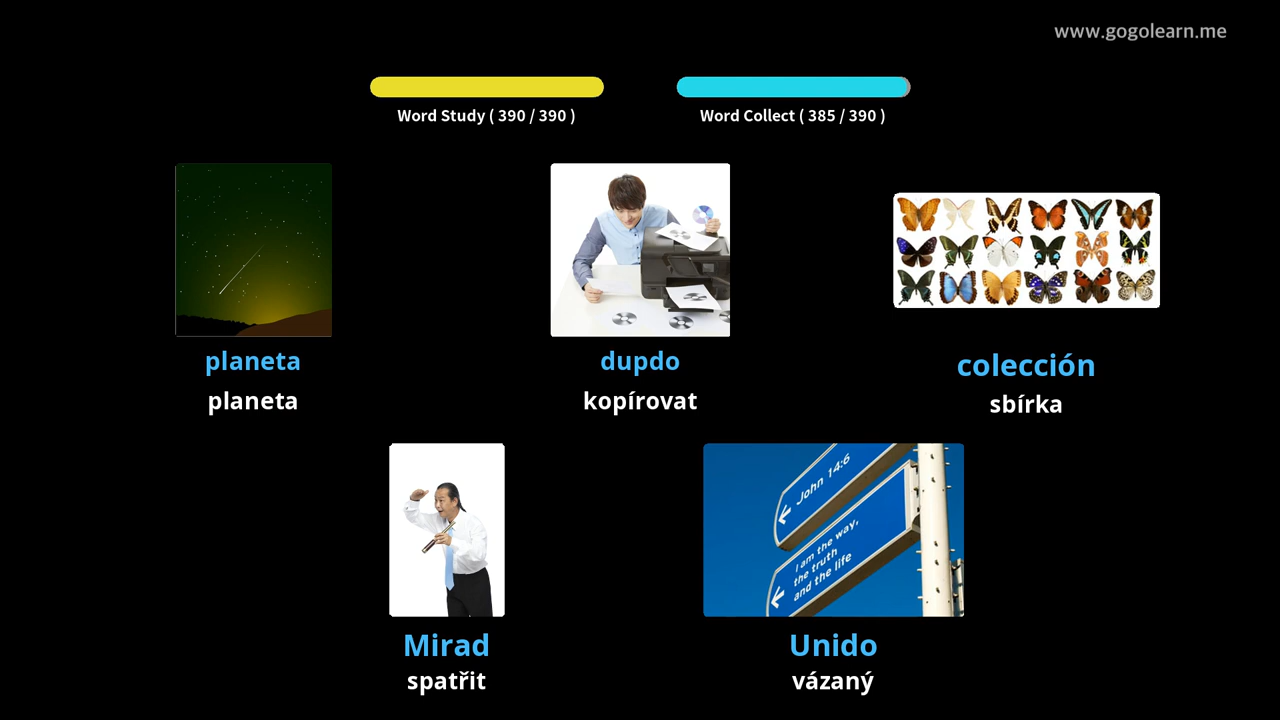 www.gogolearn.me
Word Study ( 390 / 390 )
Word Collect ( 385 / 390 )
planeta
planeta
dupdo
kopírovat
colección
sbírka
John 14:6
I am the way,
the truth
and the life
Mirad
spatřit
Unido
vázaný